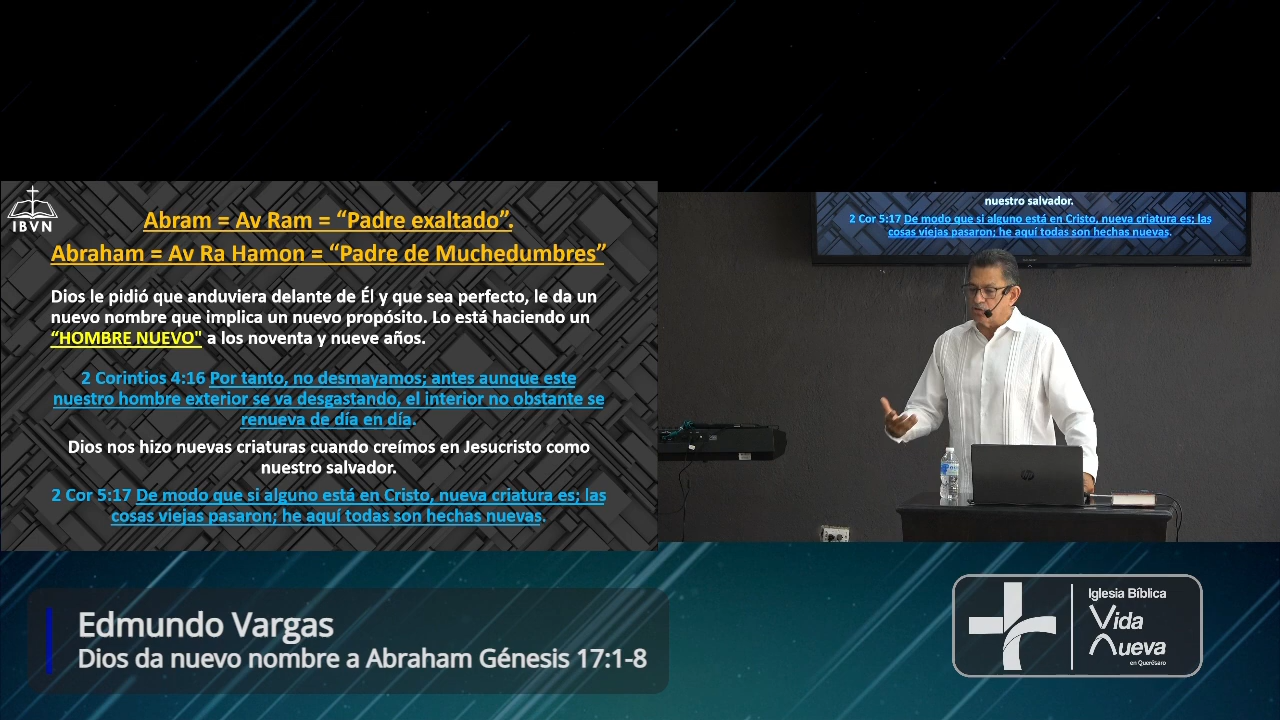 IBVN
Abram = Av Ram = “Padre exaltado”.
Abraham = Av Ra Hamon = “Padre de Muchedumbres”
Dios le pidió que anduviera delante de Él y que sea perfecto, le da un
nuevo nombre que implica un nuevo propósito. Lo está haciendo un
“HOMBRE NUEVO" a los noventa y nueve años.
2 Corintios 4:16 Por tanto, no desmayamos; antes aunque este
nuestro hombre exterior se va desgastando, el interior no obstante se
renueva de día en día.
Dios nos hizo nuevas criaturas cuando creímos en Jesucristo como
nuestro salvador.
2 Cor 5:17 De modo que si alguno está en Cristo, nueva criatura es; las
cosas viejas pasaron; he aquí todas son hechas nuevas.
nuestro salvador.
2 Cor 5:17 De modo que si alguno está en Cristo, nueva criatura es; las
cosas viejas pasaron; he aquí todas son hechas nuevas.
hp
Edmundo Vargas
Dios da nuevo nombre a Abraham Génesis 17:1-8
Iglesia Bíblica
Vida
Nueva
en Querétaro